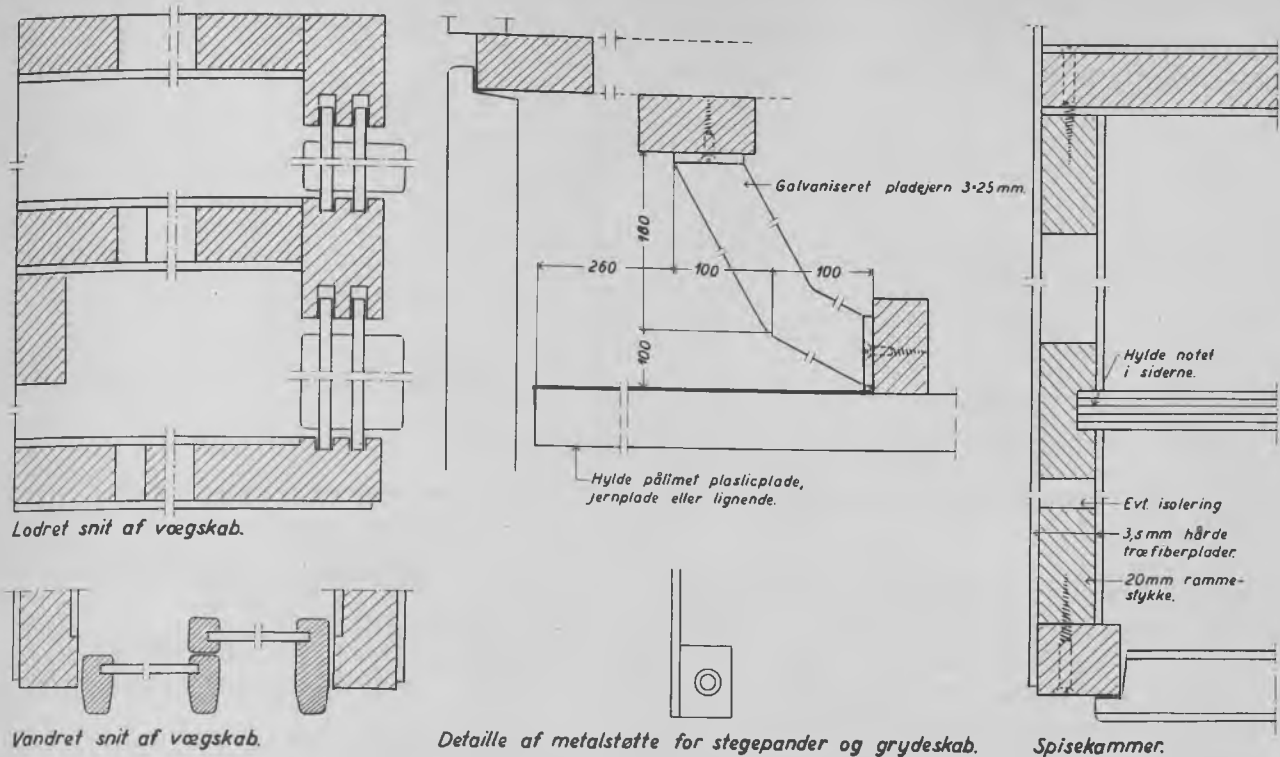 Lodret snit af vægskab.
Vandret snit af vægskab.
Galvaniseret pladejern 3·25 mm.
180
260
100
100
100
Hylde pålimet plasticplade,
jernplade eller lignende.
Detaille af metalstøtte for stegepander og grydeskab.
Hylde notet
i siderne.
Evt. isolering
3,5 mm hårde
træfiberplader.
20mm ramme-
stykke.
Spisekammer.